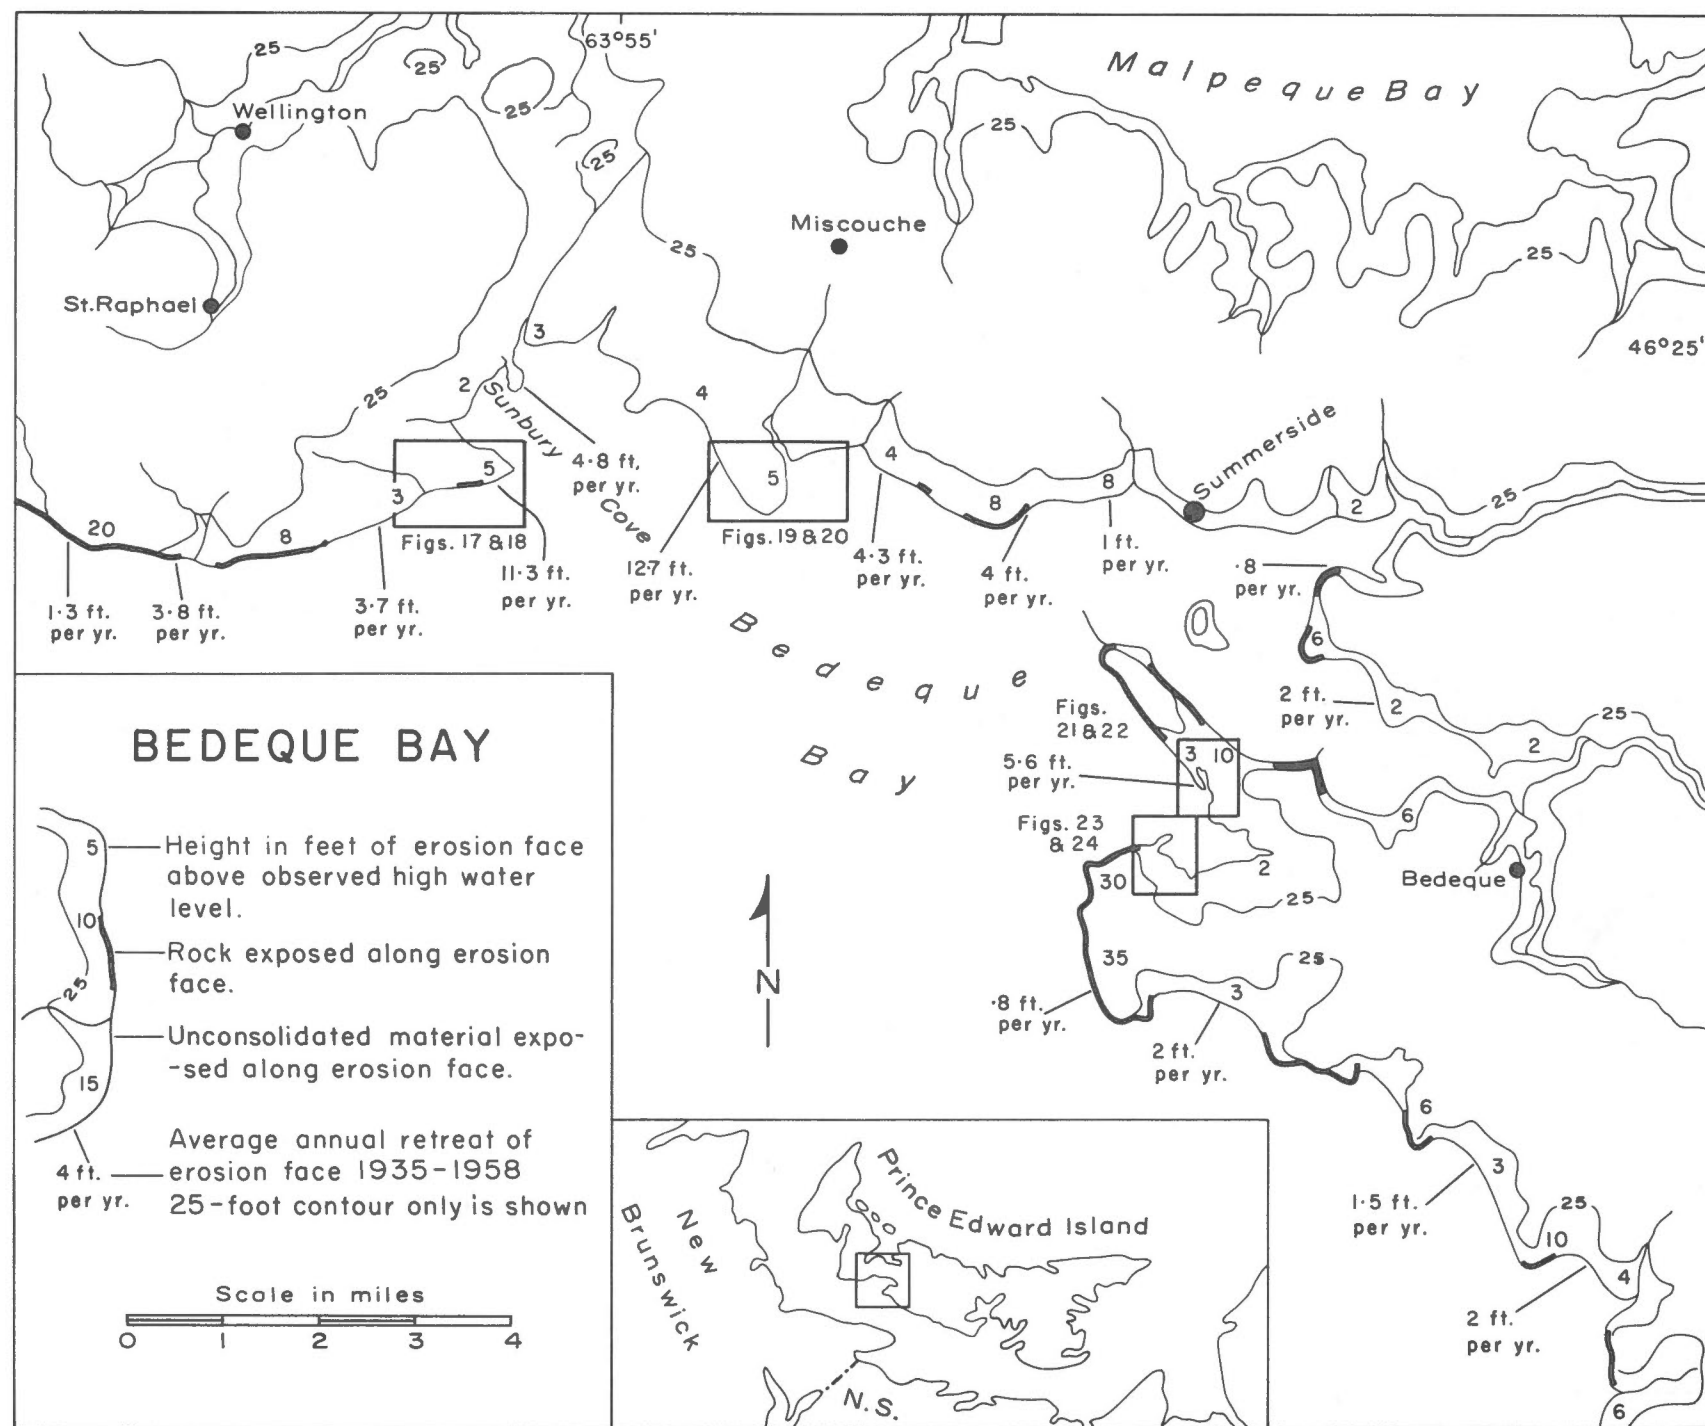 63°55'
25
25
25
25
Malpeque Bay
Wellington
25
25
Miscouche
25
25
St. Raphael
3
46°25'
25
2
4
Sunbury Cove
4.8 ft.
per yr.
5
3
Figs. 17 & 18
5
Figs. 19 & 20
4
8
8
Summerside
2
25
20
8
1.3 ft.
per yr.
3.8 ft.
per yr.
3.7 ft.
per yr.
11.3 ft.
per yr.
12.7 ft.
per yr.
4.3 ft.
per yr.
4 ft.
per yr.
1 ft.
per yr.
.8
per yr.
6
Bedeque
Bay
2 ft.
per yr.
2
25
2
Figs.
21 & 22
3 10
5.6 ft.
per yr.
6
Figs. 23
& 24
30
2
Bedeque
25
35
25
3
.8 ft.
per yr.
2 ft.
per yr.
6
3
1.5 ft.
per yr.
25
10
4
2 ft.
per yr.
6
N
BEDEQUE BAY
5
Height in feet of erosion face
above observed high water
level.
10
Rock exposed along erosion
face.
25
Unconsolidated material expo-
-sed along erosion face.
15
Average annual retreat of
4 ft.
per yr.
erosion face 1935-1958
25-foot contour only is shown
Scale in miles
0 1 2 3 4
Prince Edward Island
New
Brunswick
N.S.